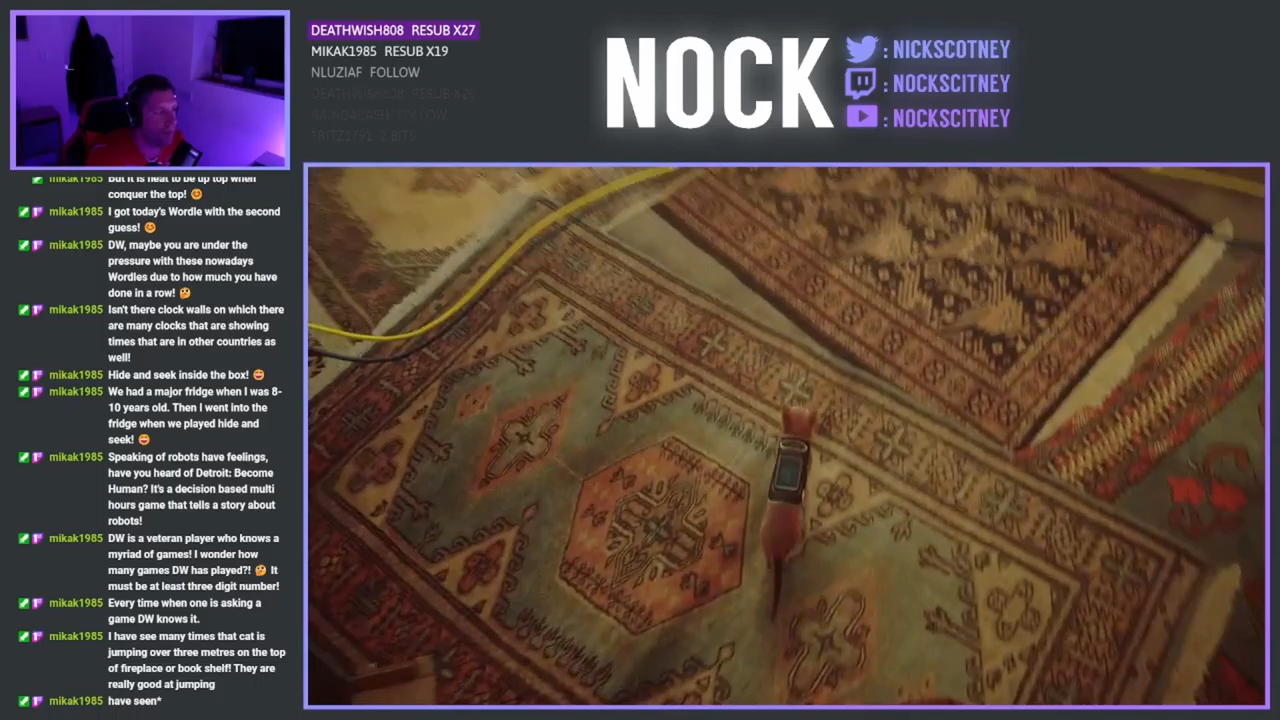 DEATHWISH808 RESUB X27
MIKAK1985 RESUB X19
NLUZIAF FOLLOW
DEATHWISH808 RESUB X26
FRITZ1791 2 BITS
NOCK
: NICKSCOTNEY
: NOCKSCITNEY
: NOCKSCITNEY
mikak1985 But it is neat to be up top when
conquer the top! 😊
mikak1985 I got today's Wordle with the second
guess! 😊
mikak1985 DW, maybe you are under the
pressure with these nowadays
Wordles due to how much you have
done in a row! 🤔
mikak1985 Isn't there clock walls on which there
are many clocks that are showing
times that are in other countries as
well!
mikak1985 Hide and seek inside the box! 😄
mikak1985 We had a major fridge when I was 8-
10 years old. Then I went into the
fridge when we played hide and
seek! 😄
mikak1985 Speaking of robots have feelings,
have you heard of Detroit: Become
Human? It's a decision based multi
hours game that tells a story about
robots!
mikak1985 DW is a veteran player who knows a
myriad of games! I wonder how
many games DW has played?! 🤔 It
must be at least three digit number!
mikak1985 Every time when one is asking a
game DW knows it.
mikak1985 I have see many times that cat is
jumping over three metres on the top
of fireplace or book shelf! They are
really good at jumping
mikak1985 have seen*